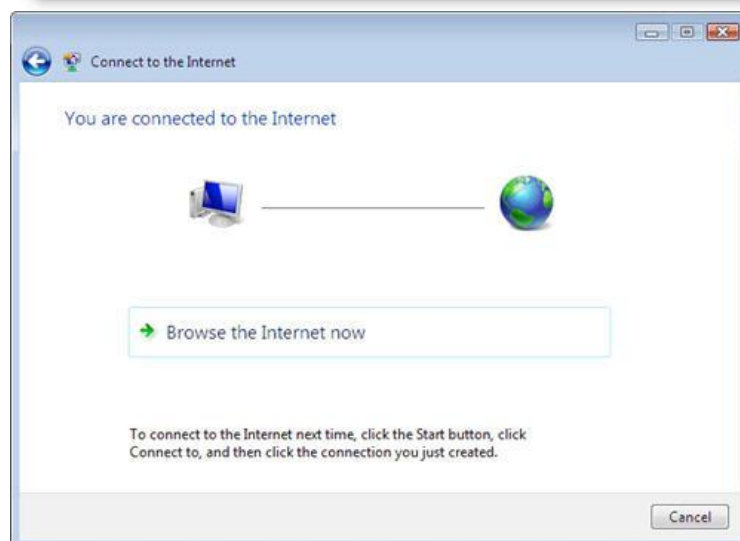 Connect to the Internet
You are connected to the Internet
Browse the Internet now
To connect to the Internet next time, click the Start button, click
Connect to, and then click the connection you just created.
Cancel